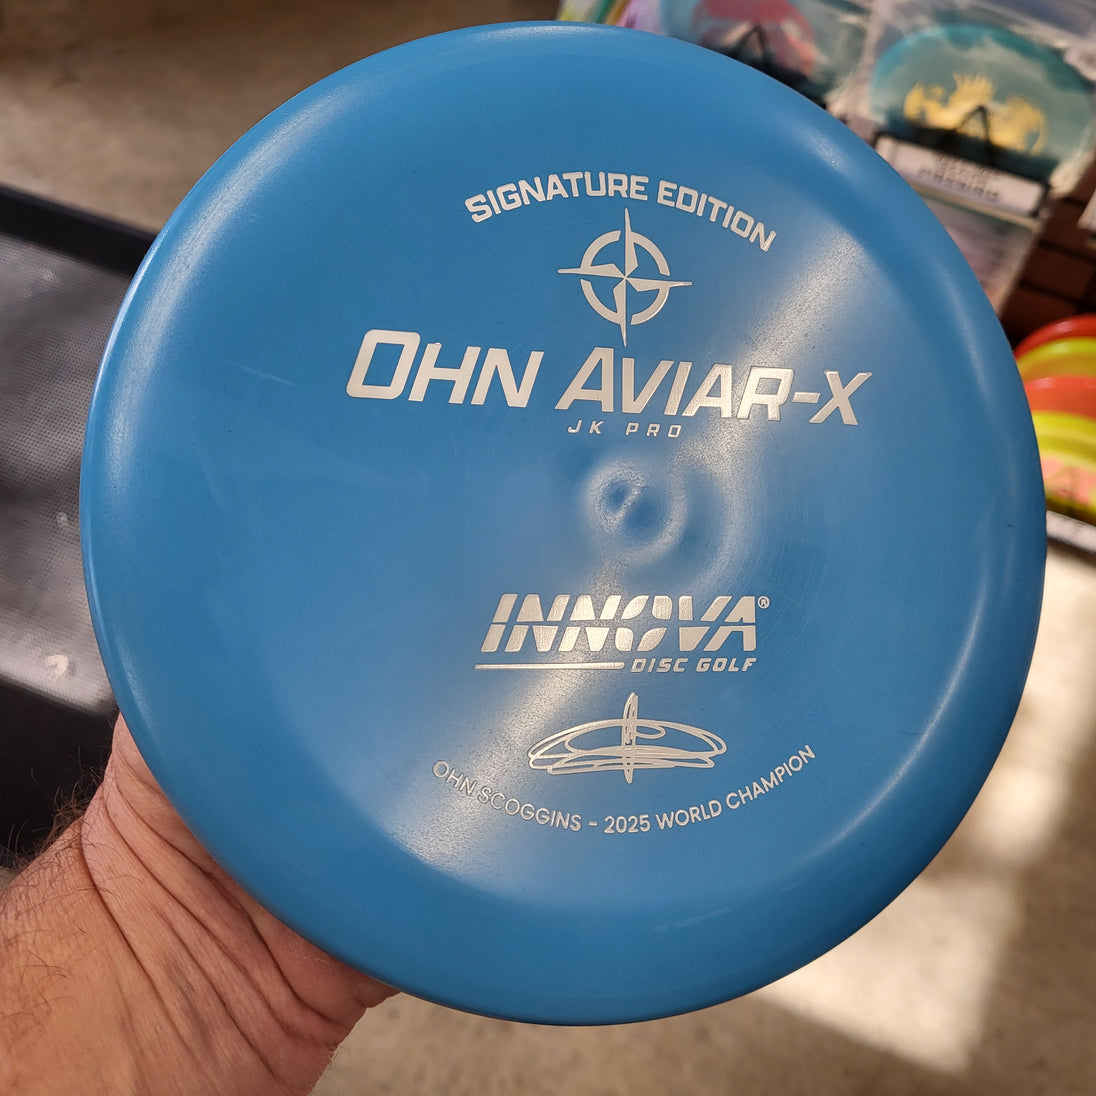 SIGNATURE EDITION
OHN AVIAR-X
JK PRO
INNOVA®
DISC GOLF
OHN SCOGGINS - 2025 WORLD CHAMPION